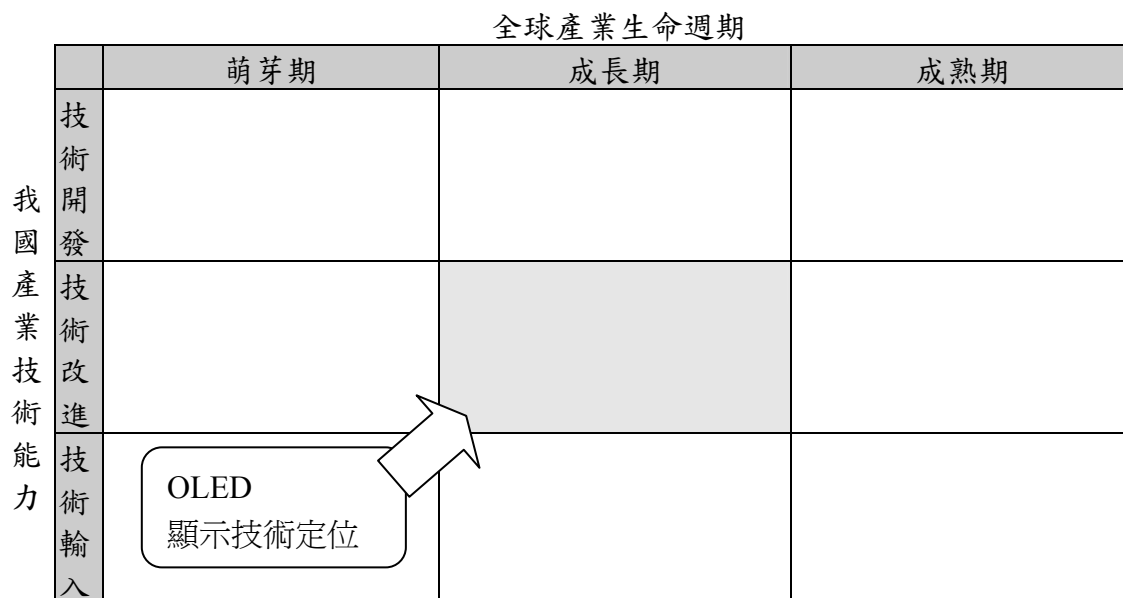 全球產業生命週期
萌芽期
成長期
成熟期
我國產業技術能力
技術開發
技術改進
技術輸入
OLED
顯示技術定位